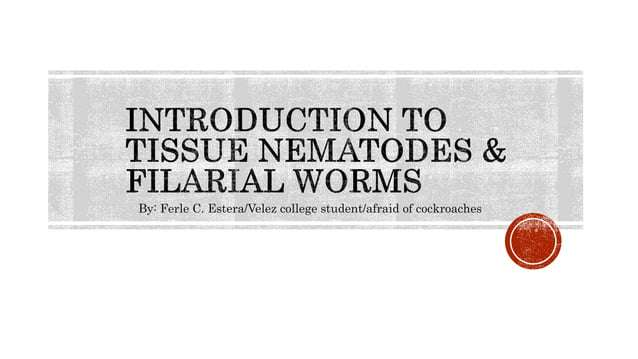 INTRODUCTION TO
TISSUE NEMATODES &
FILARIAL WORMS
By: Ferle C. Estera/Velez college student/afraid of cockroaches